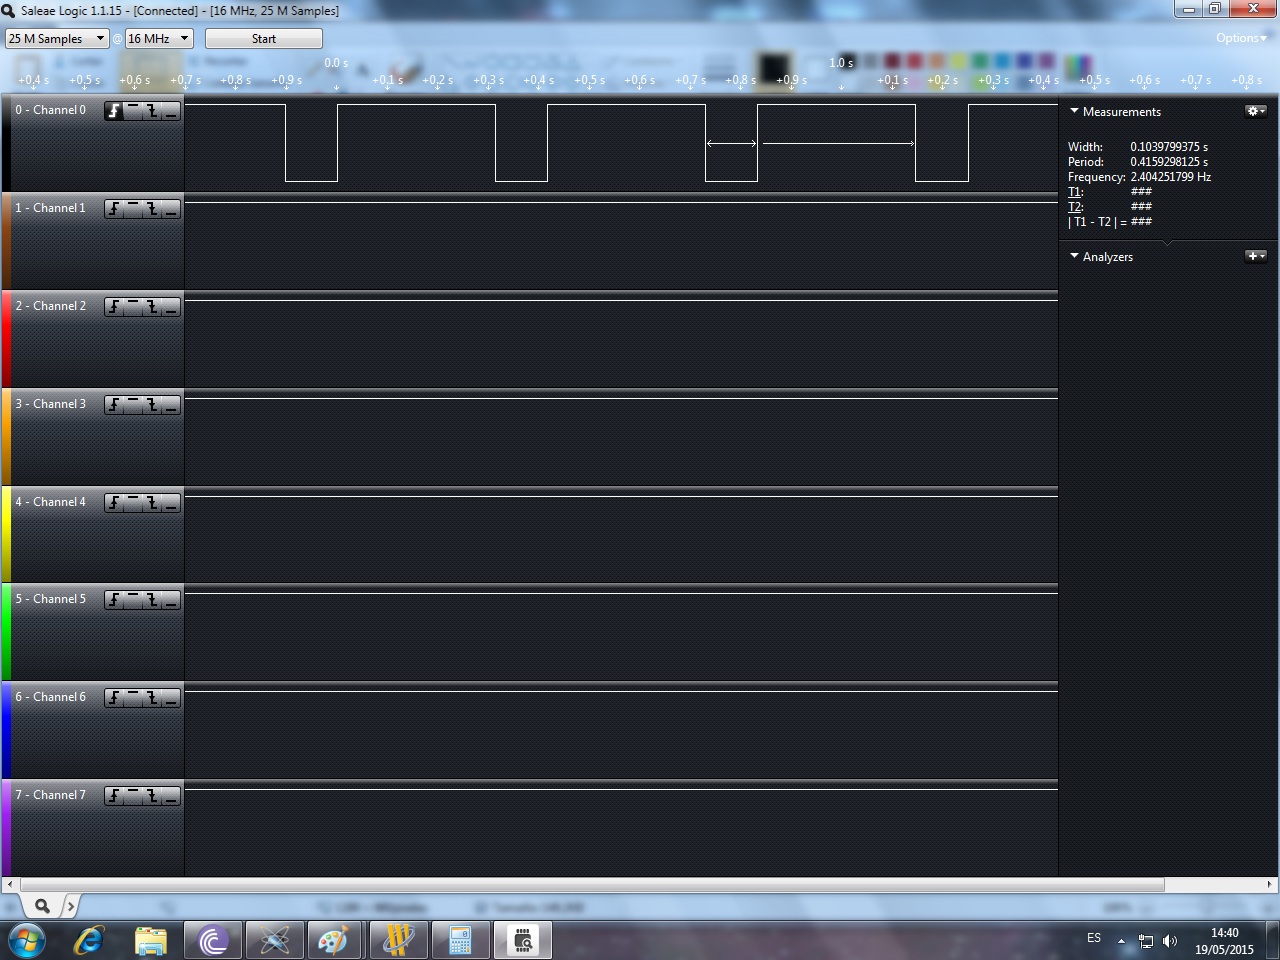 Saleae Logic 1.1.15 - [Connected] - [16 MHz, 25 M Samples]
25 M Samples @ 16 MHz Start Options
0.0 s 1.0 s
+0,4 s +0,5 s +0,6 s +0,7 s +0,8 s +0,9 s +0,1 s +0,2 s +0,3 s +0,4 s +0,5 s +0,6 s +0,7 s +0,8 s +0,9 s +0,1 s +0,2 s +0,3 s +0,4 s +0,5 s +0,6 s +0,7 s +0,8 s
0 - Channel 0
Measurements
Width: 0.1039799375 s
Period: 0.4159298125 s
Frequency: 2.404251799 Hz
T1: ###
T2: ###
| T1 - T2 | = ###
Analyzers
1 - Channel 1
2 - Channel 2
3 - Channel 3
4 - Channel 4
5 - Channel 5
6 - Channel 6
7 - Channel 7
ES
14:40
19/05/2015